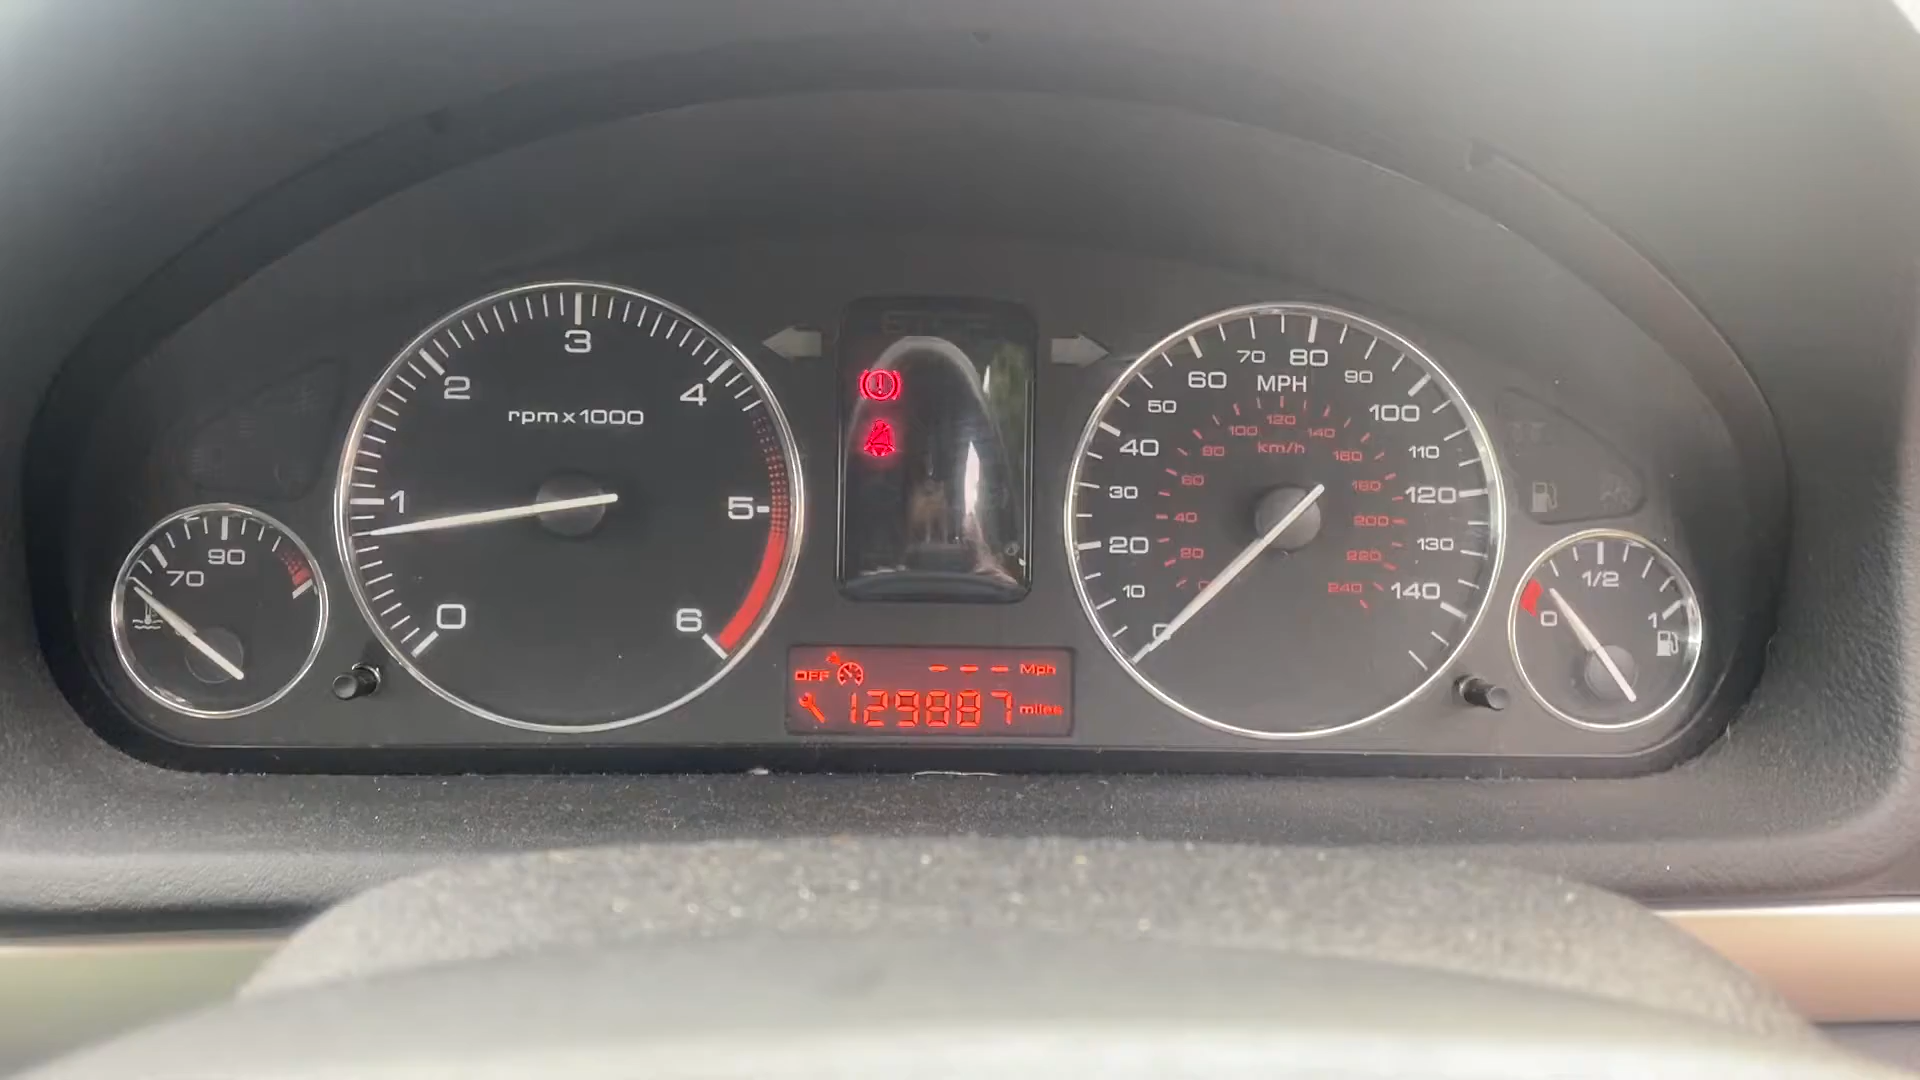 3
2
4
rpm x 1000
1
5
0
6
70
90
STOP
OFF
--- Mph
129887 miles
70 80
60 MPH 90
50 100
120
100 140
40 80 km/h 160 110
30 60 180 120
40 200
20 20 220 130
10 0 240 140
0
1/2
0
1